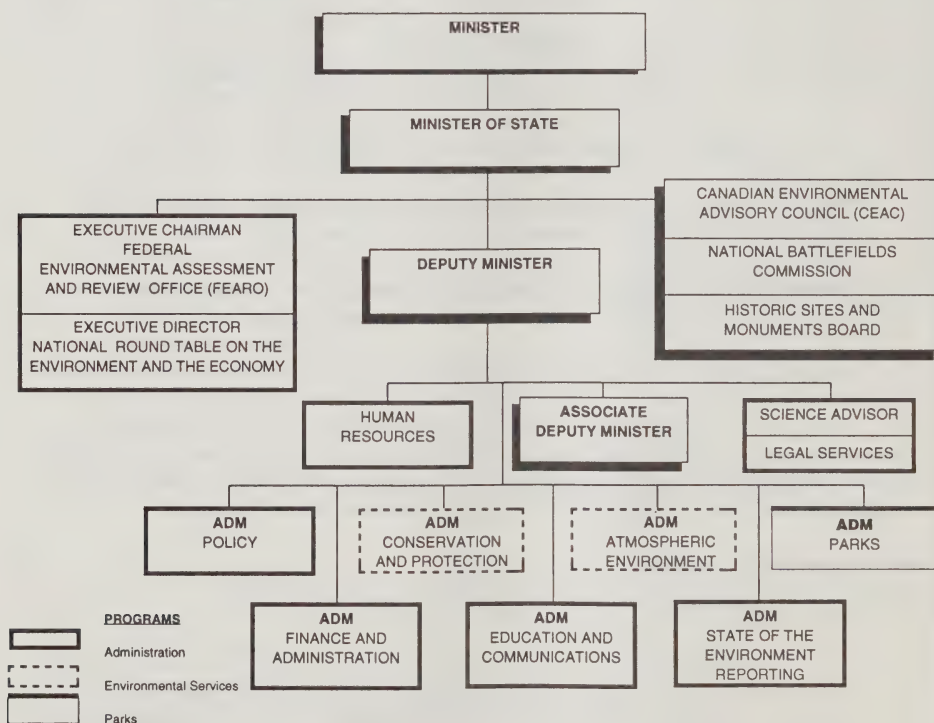 MINISTER
MINISTER OF STATE
EXECUTIVE CHAIRMAN
FEDERAL
ENVIRONMENTAL ASSESSMENT
AND REVIEW OFFICE (FEARO)
EXECUTIVE DIRECTOR
NATIONAL ROUND TABLE ON THE
ENVIRONMENT AND THE ECONOMY
DEPUTY MINISTER
CANADIAN ENVIRONMENTAL
ADVISORY COUNCIL (CEAC)
NATIONAL BATTLEFIELDS
COMMISSION
HISTORIC SITES AND
MONUMENTS BOARD
HUMAN
RESOURCES
ASSOCIATE
DEPUTY MINISTER
SCIENCE ADVISOR
LEGAL SERVICES
ADM
POLICY
ADM
CONSERVATION
AND PROTECTION
ADM
ATMOSPHERIC
ENVIRONMENT
ADM
PARKS
ADM
FINANCE AND
ADMINISTRATION
ADM
EDUCATION AND
COMMUNICATIONS
ADM
STATE OF THE
ENVIRONMENT
REPORTING
PROGRAMS
Administration
Environmental Services
Parks